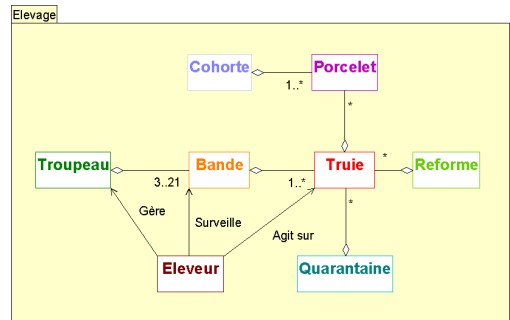 Elevage
Cohorte
Porcelet
1..*
*
Troupeau
Bande
Truie
*
Reforme
3..21
1..*
*
Gère
Surveille
Agit sur
Eleveur
Quarantaine